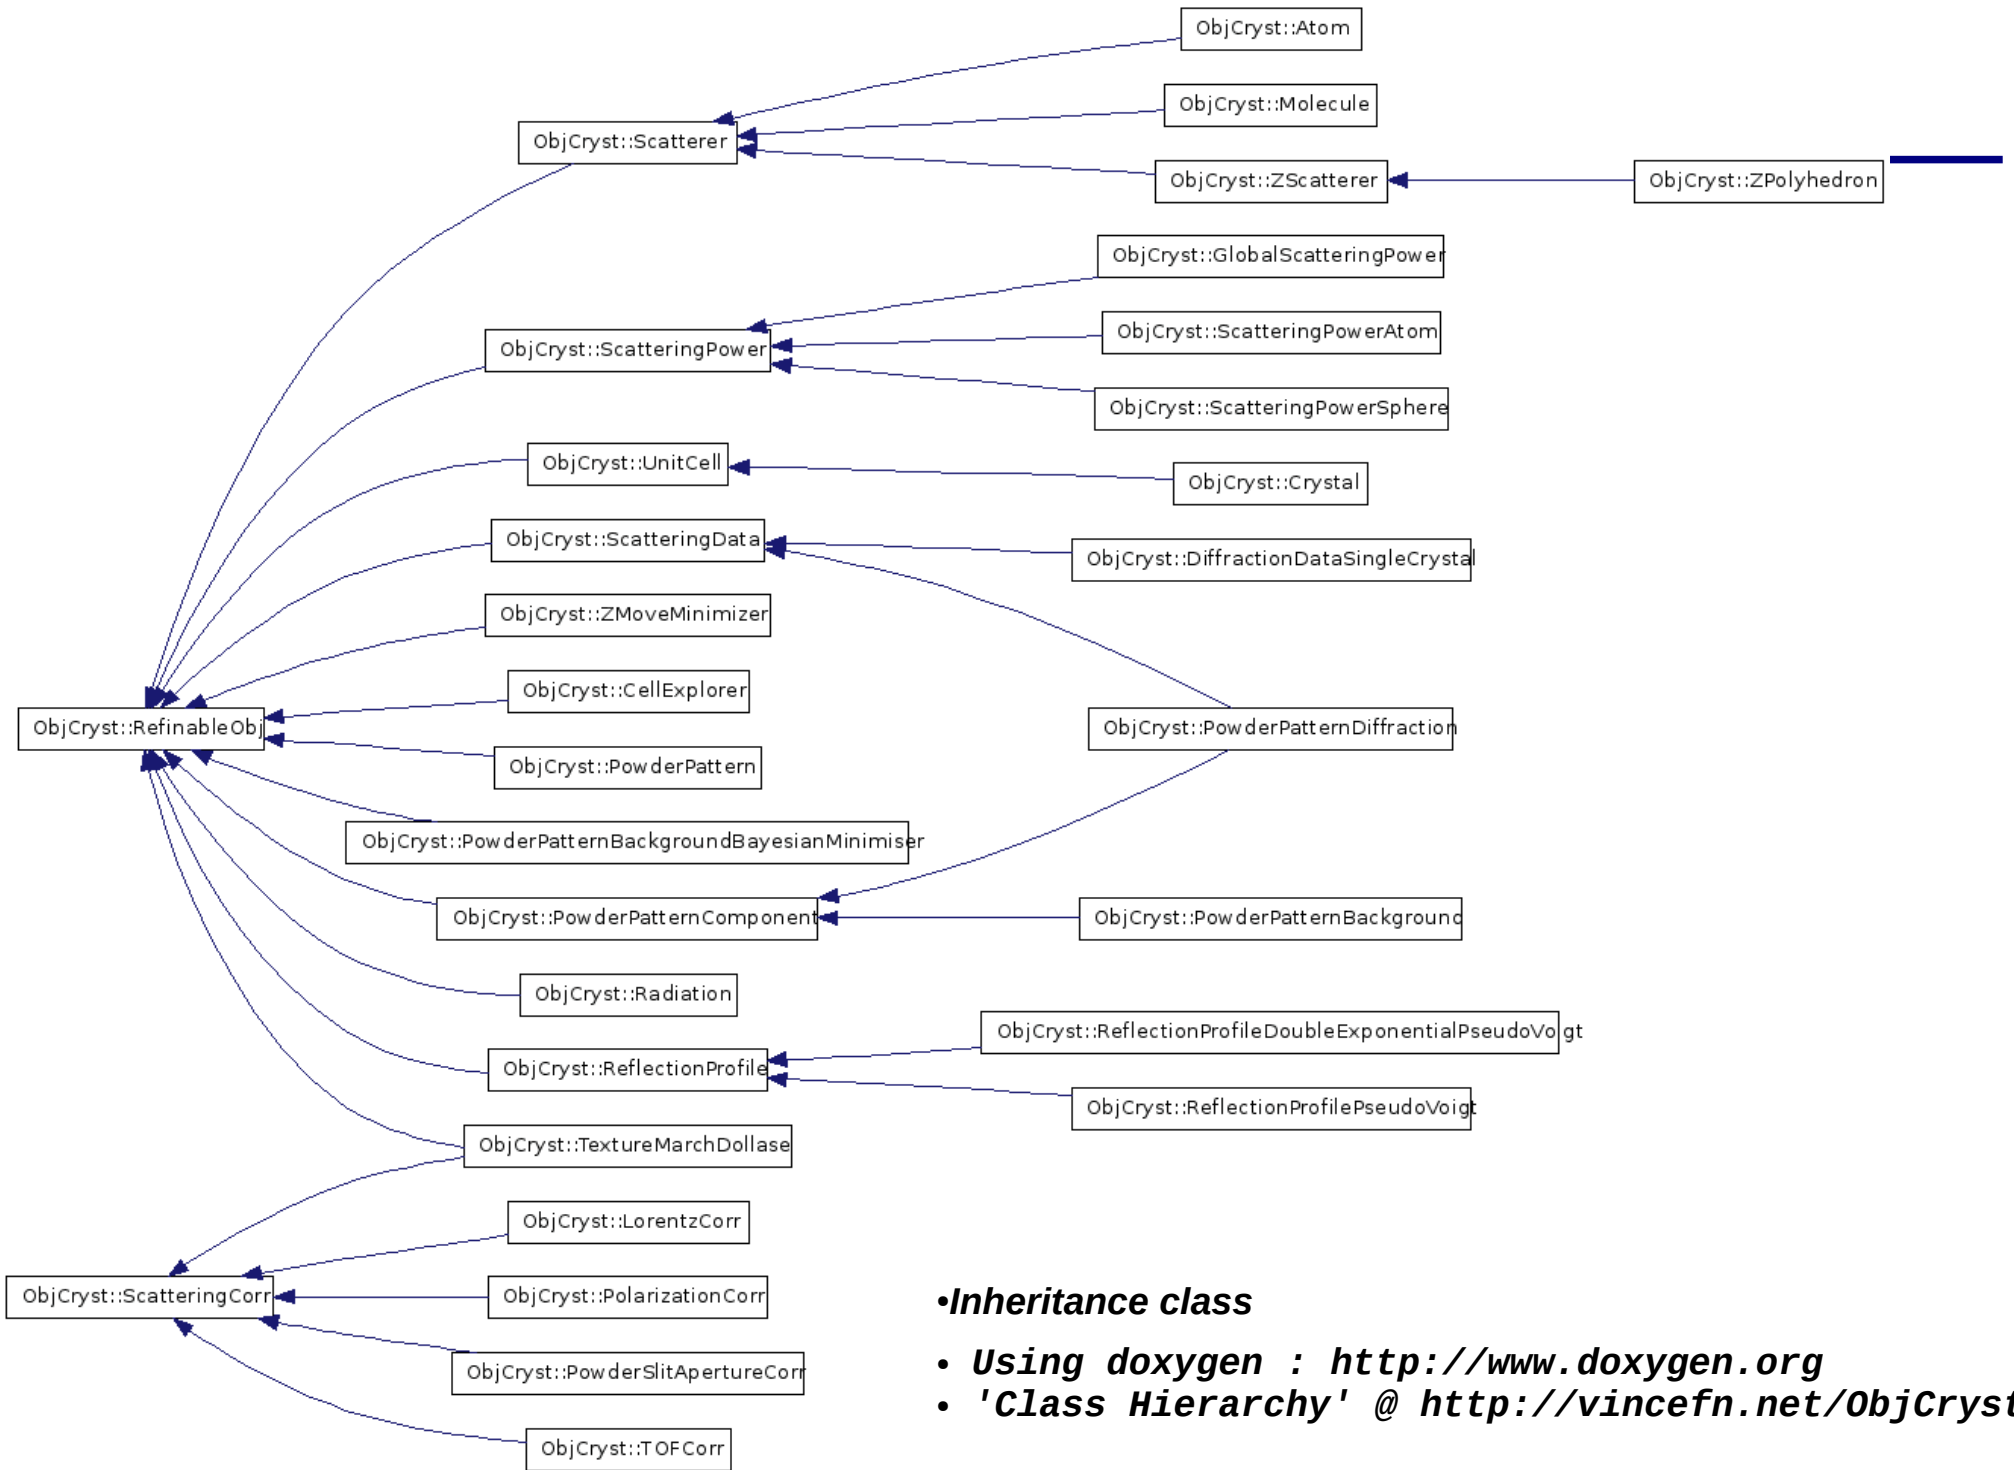 ObjCryst::Atom
ObjCryst::Molecule
ObjCryst::Scatterer
ObjCryst::ZScatterer
ObjCryst::ZPolyhedron
ObjCryst::GlobalScatteringPower
ObjCryst::ScatteringPowerAtom
ObjCryst::ScatteringPower
ObjCryst::ScatteringPowerSphere
ObjCryst::UnitCell
ObjCryst::Crystal
ObjCryst::ScatteringData
ObjCryst::DiffractionDataSingleCrystal
ObjCryst::ZMoveMinimizer
ObjCryst::CellExplorer
ObjCryst::RefinableObj
ObjCryst::PowderPatternDiffraction
ObjCryst::PowderPattern
ObjCryst::PowderPatternBackgroundBayesianMinimiser
ObjCryst::PowderPatternComponent
ObjCryst::PowderPatternBackground
ObjCryst::Radiation
ObjCryst::ReflectionProfileDoubleExponentialPseudoVoigt
ObjCryst::ReflectionProfile
ObjCryst::ReflectionProfilePseudoVoigt
ObjCryst::TextureMarchDollase
ObjCryst::LorentzCorr
ObjCryst::ScatteringCorr
ObjCryst::PolarizationCorr
ObjCryst::PowderSlitApertureCorr
ObjCryst::TOFCorr
•Inheritance class
• Using doxygen : http://www.doxygen.org
• 'Class Hierarchy' @ http://vincefn.net/ObjCryst